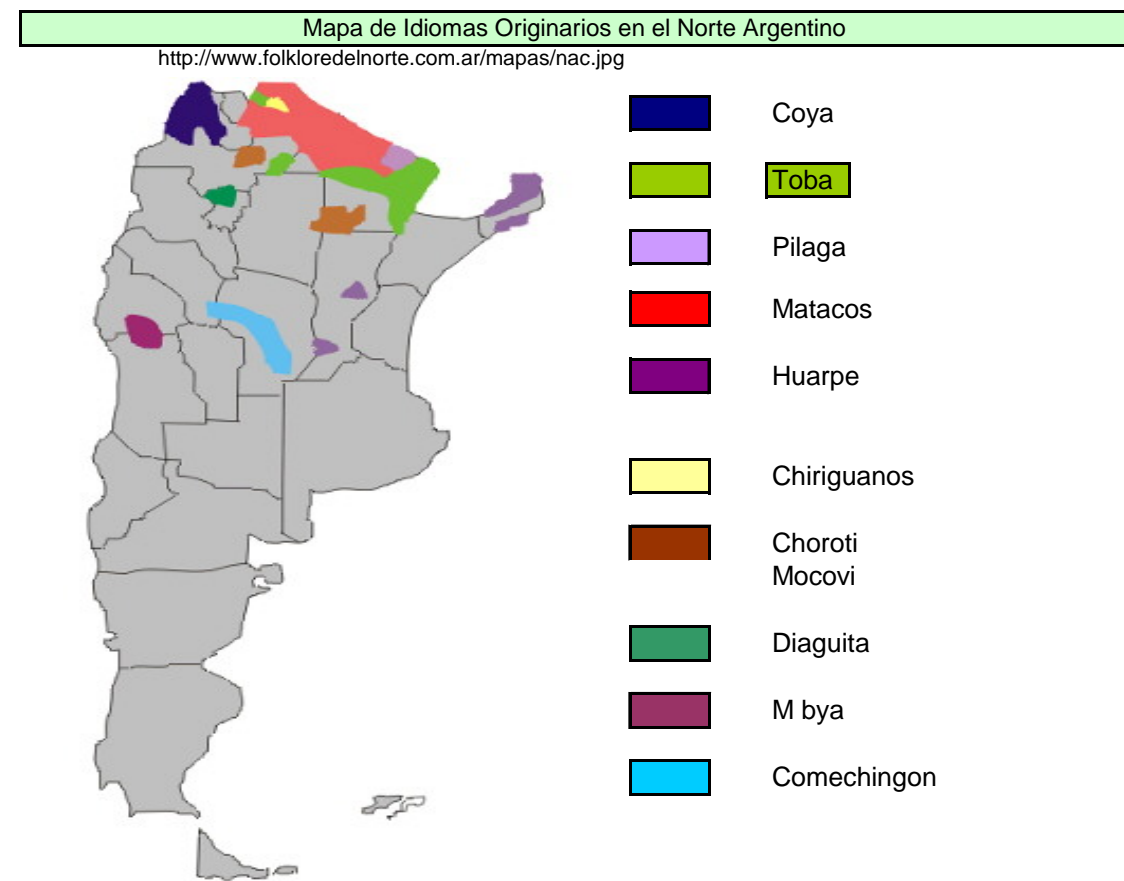 Mapa de Idiomas Originarios en el Norte Argentino
http://www.folkloredelnorte.com.ar/mapas/nac.jpg
Coya
Toba
Pilaga
Matacos
Huarpe
Chiriguanos
Choroti
Mocovi
Diaguita
M bya
Comechingon